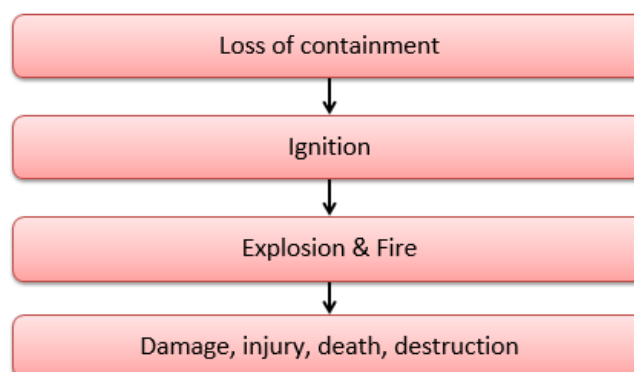 Loss of containment
Ignition
Explosion & Fire
Damage, injury, death, destruction